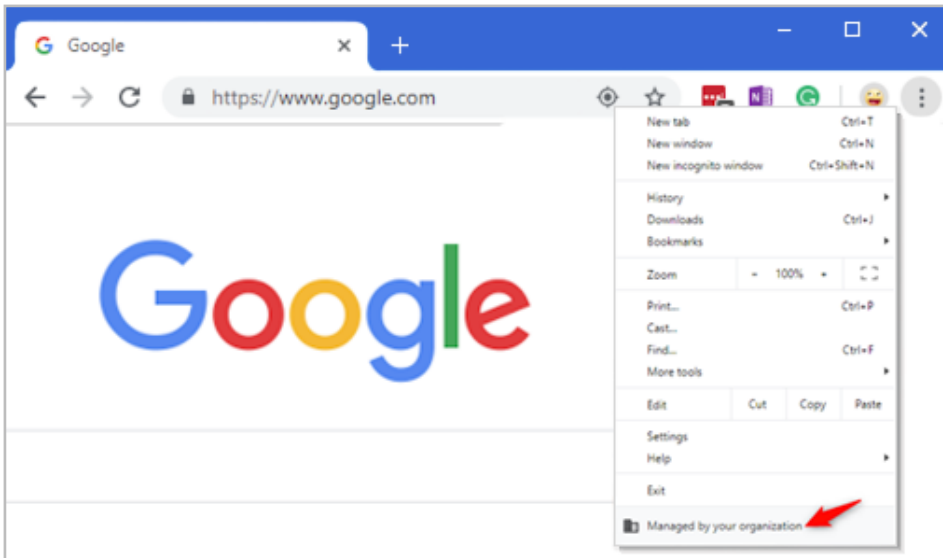 Google
https://www.google.com
N
G
New tab Ctrl+T
New window Ctrl+N
New incognito window Ctrl+Shift+N
History
Downloads Ctrl+J
Bookmarks
Zoom - 100% +
Print... Ctrl+P
Cast...
Find... Ctrl+F
More tools
Edit Cut Copy Paste
Settings
Help
Exit
Managed by your organization
Google